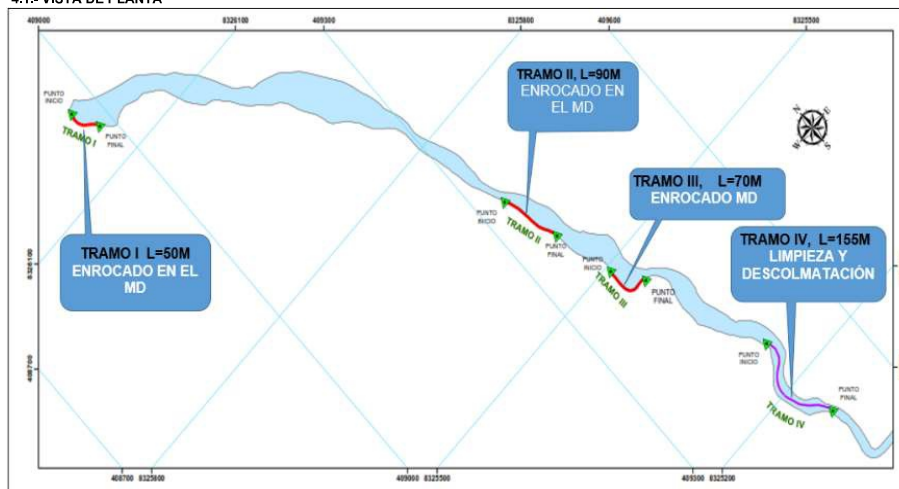 4.1.- VISTA DE PLANTA
409000
8326100
409300
8325800
409600
8325500
PUNTO
INICIO
TRAMO I
PUNTO
FINAL
TRAMO II, L=90M
ENROCADO EN
EL MD
N
E
W
S
TRAMO III, L=70M
ENROCADO MD
PUNTO
INICIO
TRAMO II
PUNTO
FINAL
TRAMO I L=50M
ENROCADO EN EL
MD
TRAMO IV, L=155M
LIMPIEZA Y
DESCOLMATACIÓN
PUNTO
INICIO
TRAMO III
PUNTO
FINAL
8326100
408700
PUNTO
INICIO
TRAMO IV
PUNTO
FINAL
408700 8325800
409000 8325500
409300 8325200